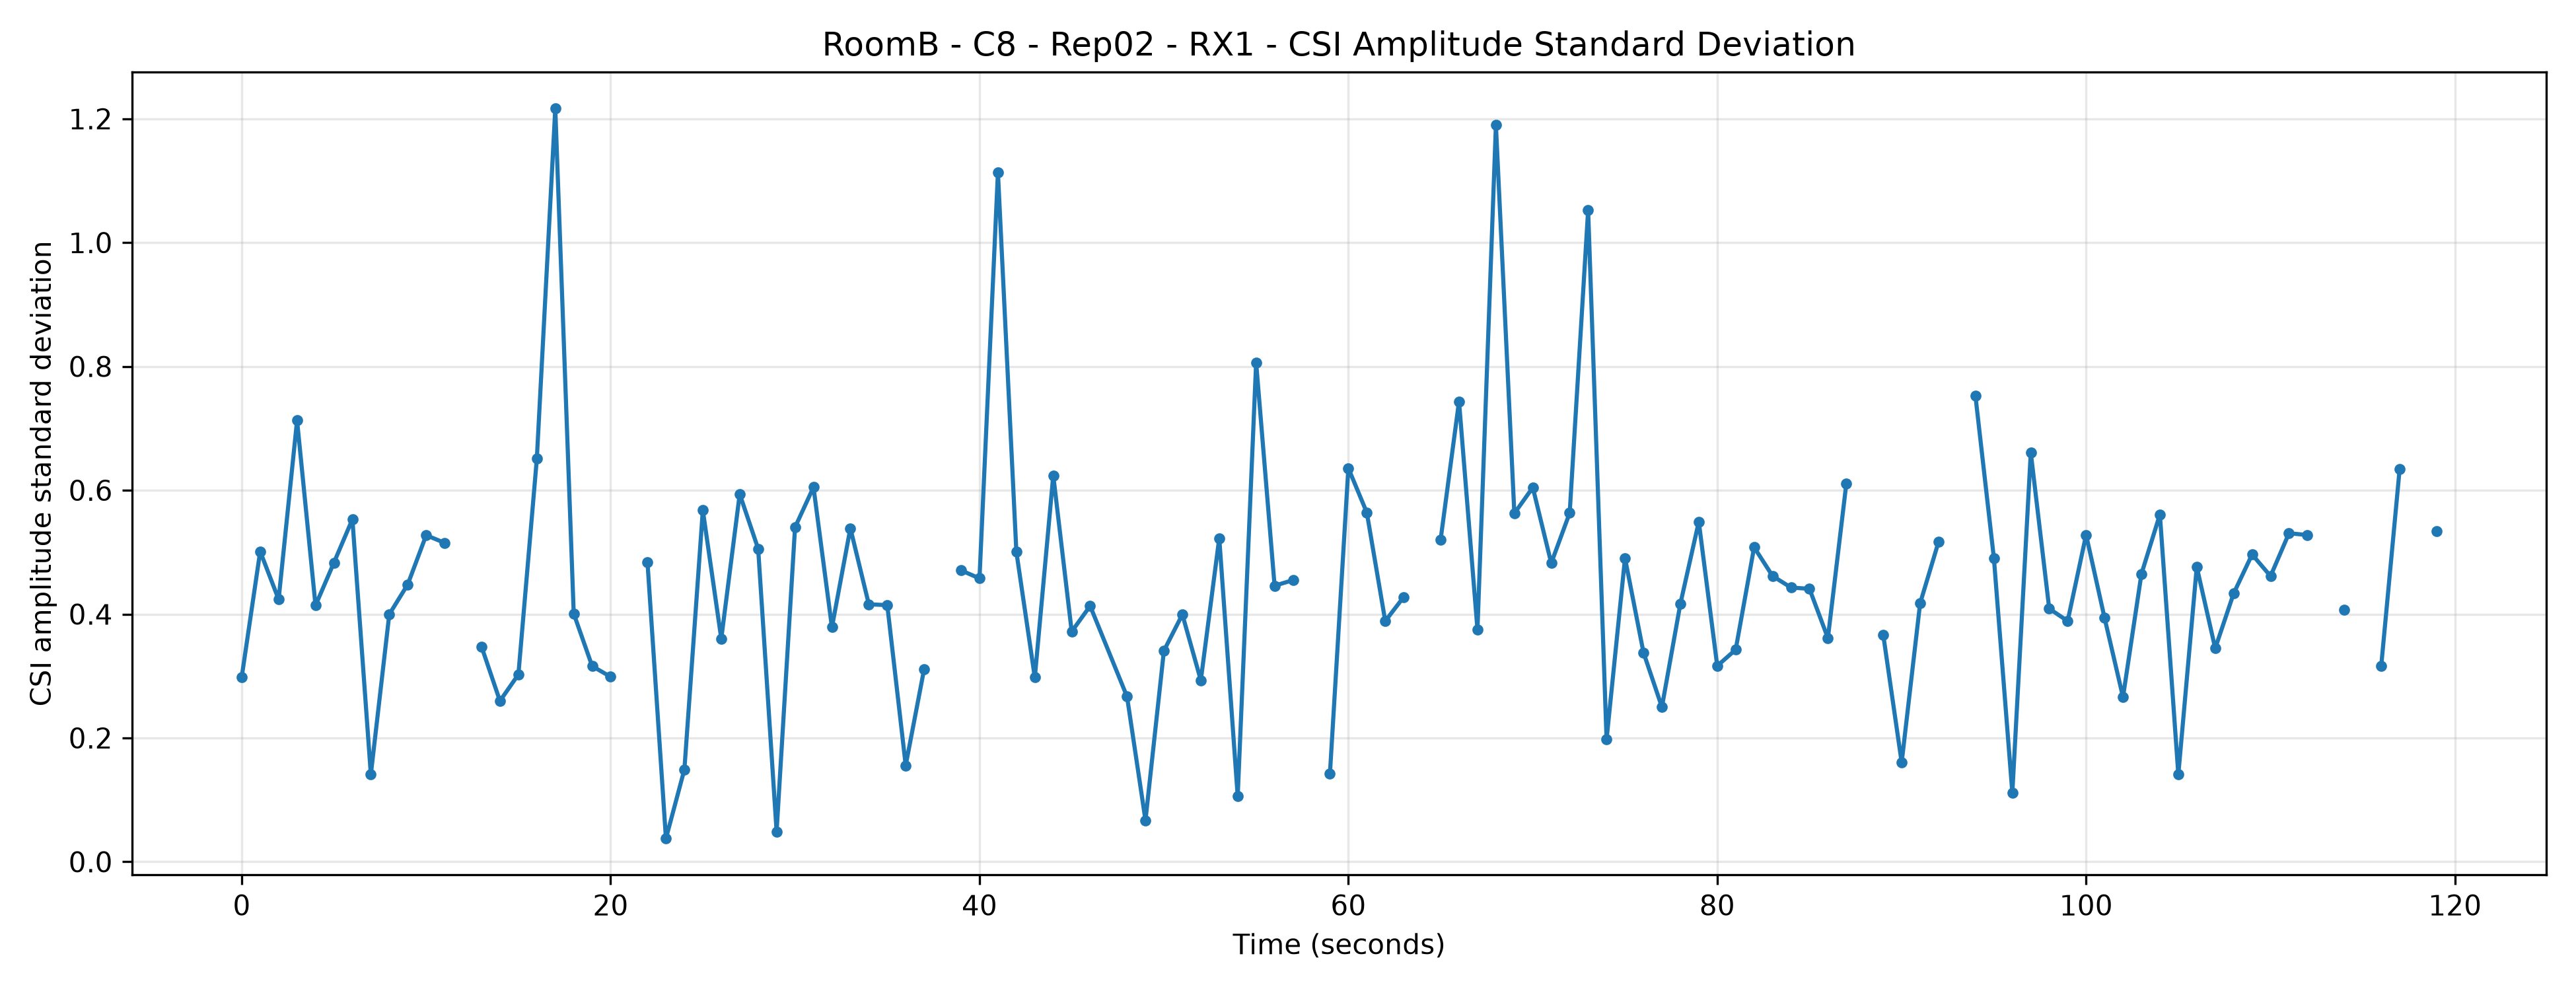 RoomB - C8 - Rep02 - RX1 - CSI Amplitude Standard Deviation
CSI amplitude standard deviation
1.2
1.0
0.8
0.6
0.4
0.2
0.0
0 20 40 60 80 100 120
Time (seconds)